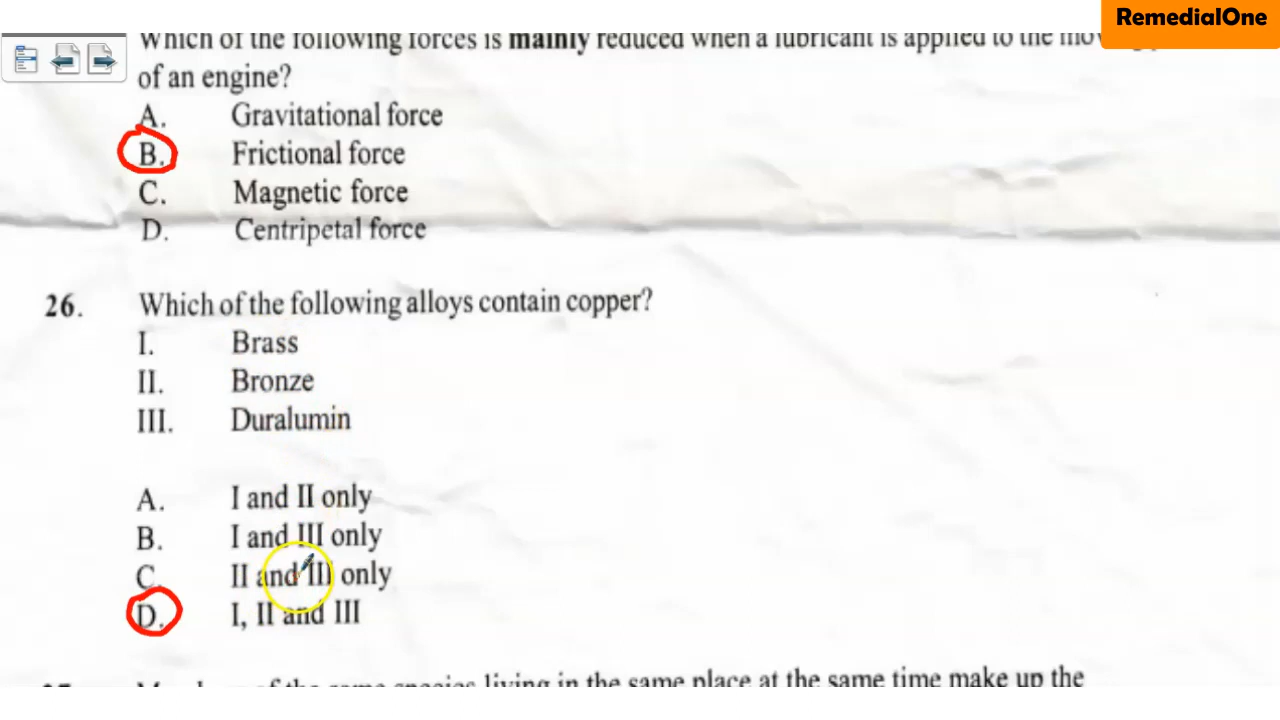 RemedialOne
Which of the following forces is mainly reduced when a lubricant is applied to the
of an engine?
A. Gravitational force
B. Frictional force
C. Magnetic force
D. Centripetal force
26. Which of the following alloys contain copper?
I. Brass
II. Bronze
III. Duralumin
A. I and II only
B. I and III only
C. II and III only
D. I, II and III
of the same species living in the same place at the same time make up the